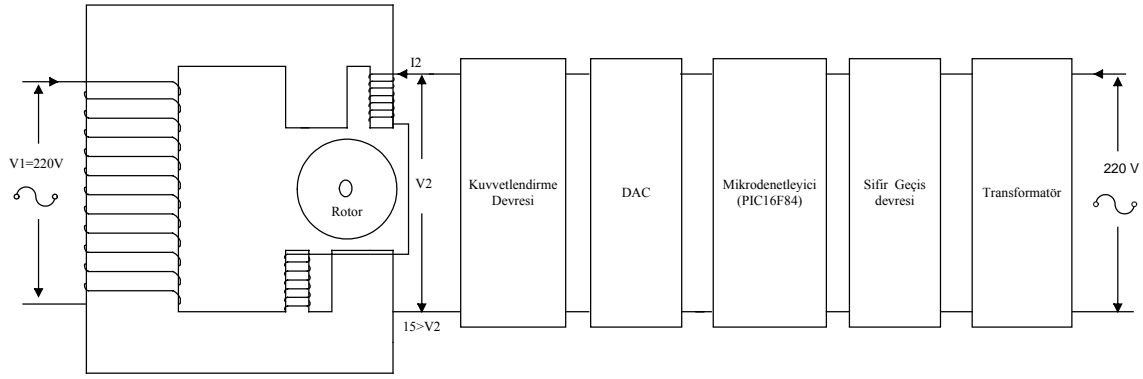 I2
V1=220V
V2
Rotor
15>V2
Kuvvetlendirme
Devresi
DAC
Mikrodenetleyici
(PIC16F84)
Sifir Geçis
devresi
Transformatör
220 V